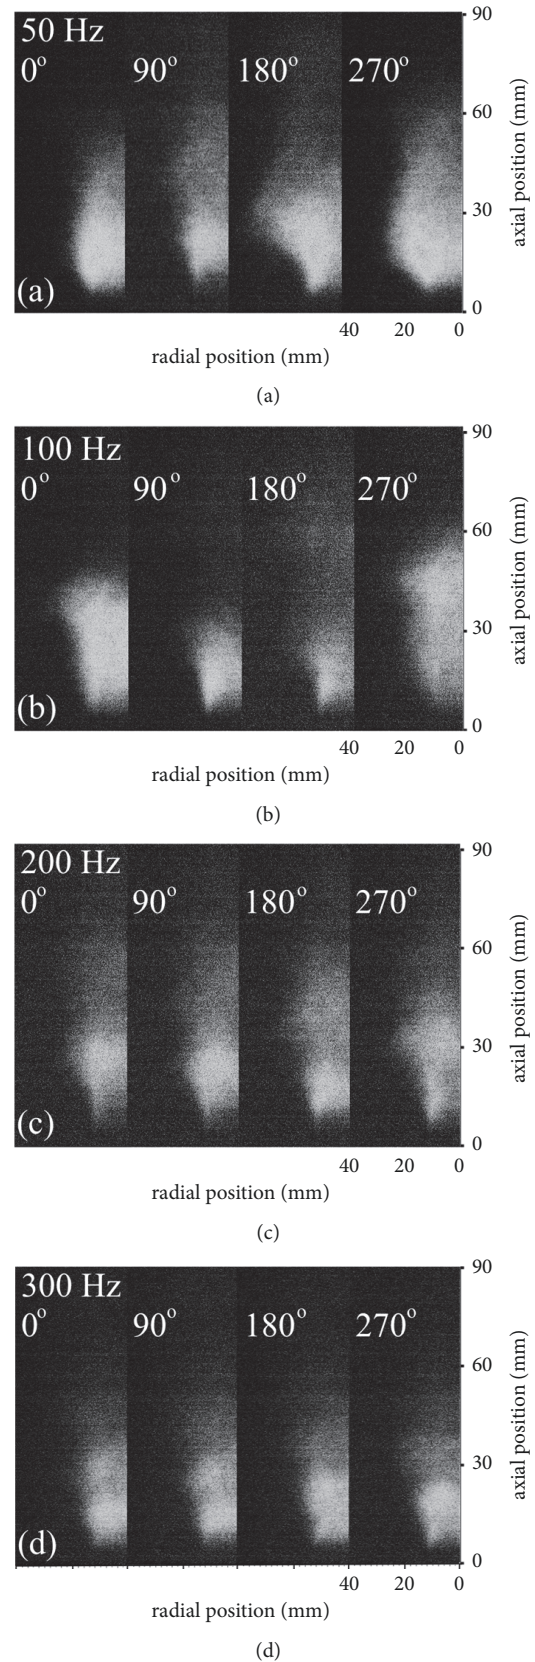 50 Hz
0° 90° 180° 270°
(a)
90
60
30
0
axial position (mm)
40 20 0
radial position (mm)
(a)
100 Hz
0° 90° 180° 270°
(b)
90
60
30
0
axial position (mm)
40 20 0
radial position (mm)
(b)
200 Hz
0° 90° 180° 270°
(c)
90
60
30
0
axial position (mm)
40 20 0
radial position (mm)
(c)
300 Hz
0° 90° 180° 270°
(d)
90
60
30
0
axial position (mm)
40 20 0
radial position (mm)
(d)